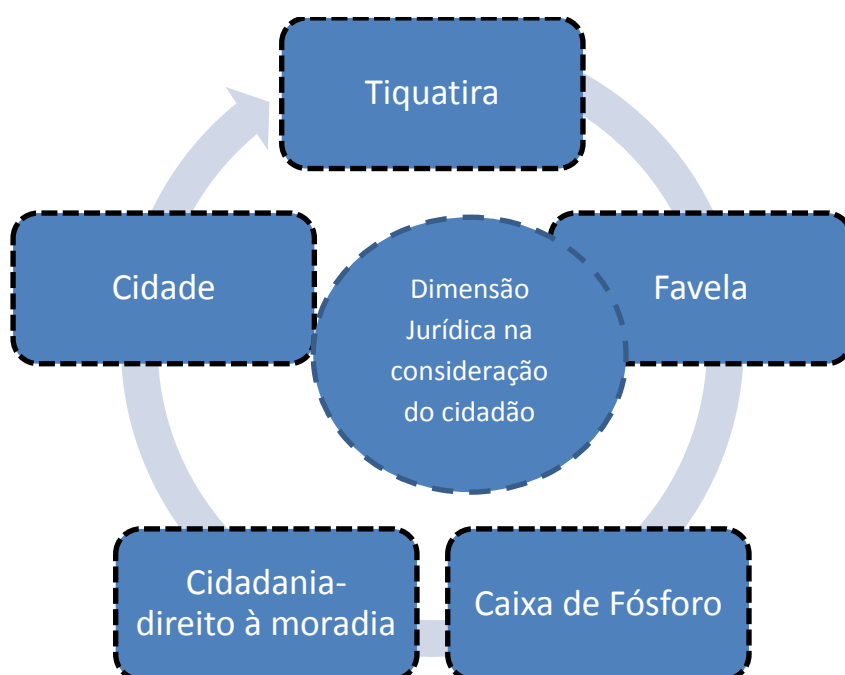 Tiquatira
Cidade
Dimensão
Jurídica na
consideração
do cidadão
Favela
Cidadania-
direito à moradia
Caixa de Fósforo